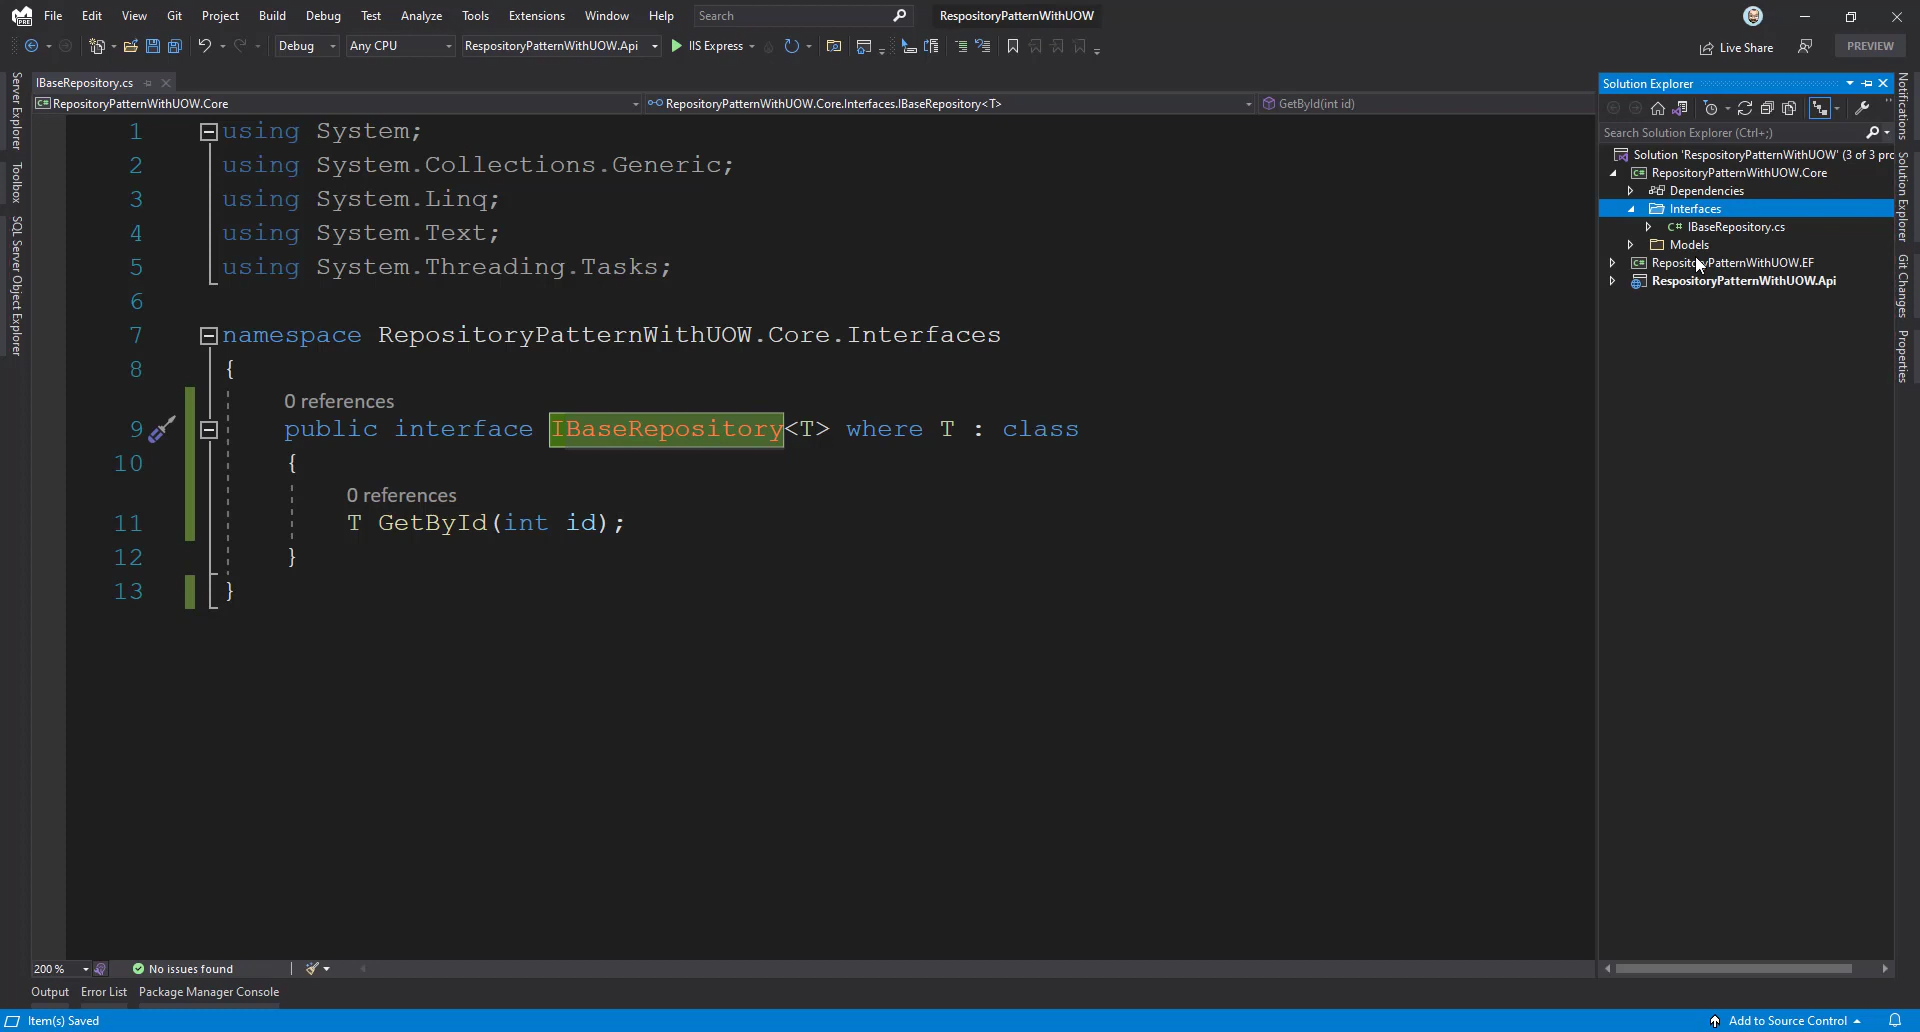 File Edit View Git Project Build Debug Test Analyze Tools Extensions Window Help Search RespositoryPatternWithUOW
Debug Any CPU RespositoryPatternWithUOW.Api IIS Express Live Share PREVIEW
IBaseRepository.cs
RepositoryPatternWithUOW.Core RepositoryPatternWithUOW.Core.Interfaces.IBaseRepository<T> GetById(int id)
Server Explorer
Toolbox
SQL Server Object Explorer
1 using System;
2 using System.Collections.Generic;
3 using System.Linq;
4 using System.Text;
5 using System.Threading.Tasks;
6
7 namespace RepositoryPatternWithUOW.Core.Interfaces
8 {
0 references
9 public interface IBaseRepository<T> where T : class
10 {
0 references
11 T GetById(int id);
12 }
13 }
Solution Explorer
Search Solution Explorer (Ctrl+;)
Solution 'RespositoryPatternWithUOW' (3 of 3 pro
RepositoryPatternWithUOW.Core
Dependencies
Interfaces
C# IBaseRepository.cs
Models
RepositoryPatternWithUOW.EF
RespositoryPatternWithUOW.Api
Notifications
Solution Explorer
Git Changes
Properties
200 % No issues found
Output Error List Package Manager Console
Item(s) Saved Add to Source Control